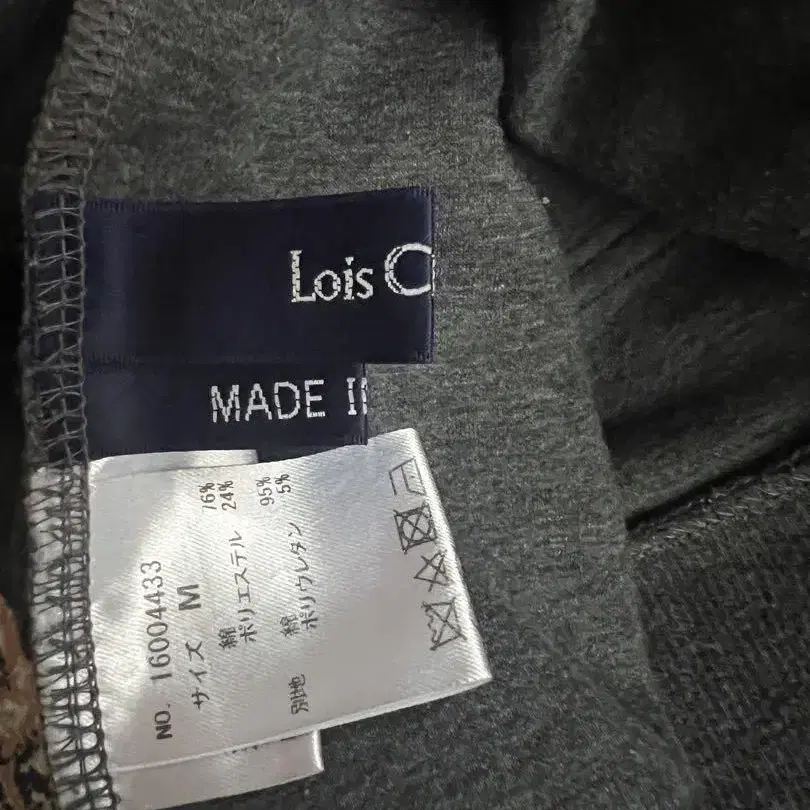 Lois C
MADE I
NO. 16004433
サイズ M
綿 76%
ポリエステル 24%
別地 綿 95%
ポリウレタン 5%